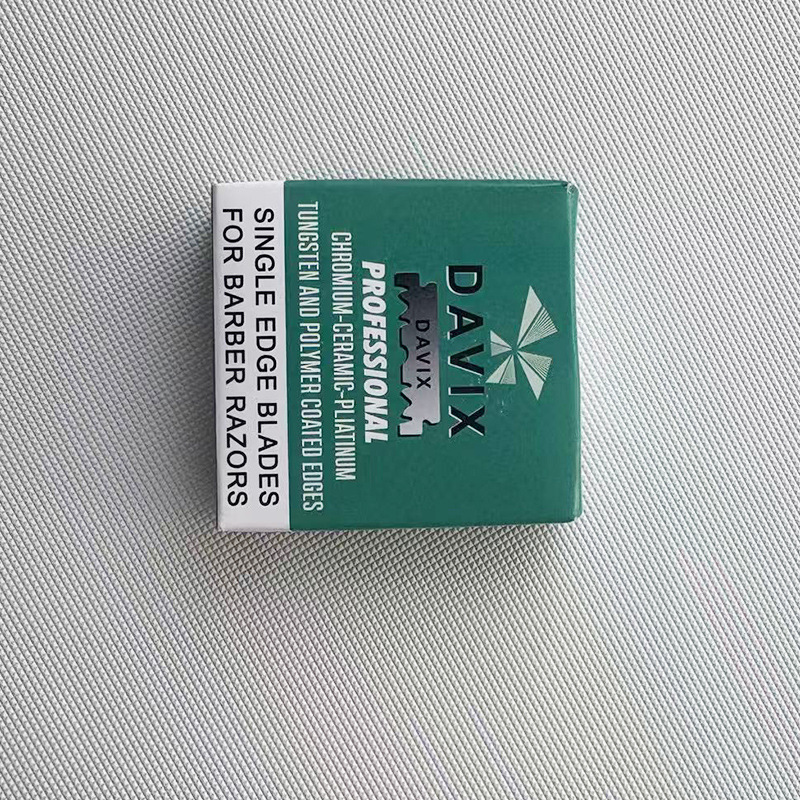 DAVIX
DAVIX
PROFESSIONAL
CHROMIUM-CERAMIC-PLIATINUM
TUNGSTEN AND POLYMER COATED EDGES
SINGLE EDGE BLADES
FOR BARBER RAZORS